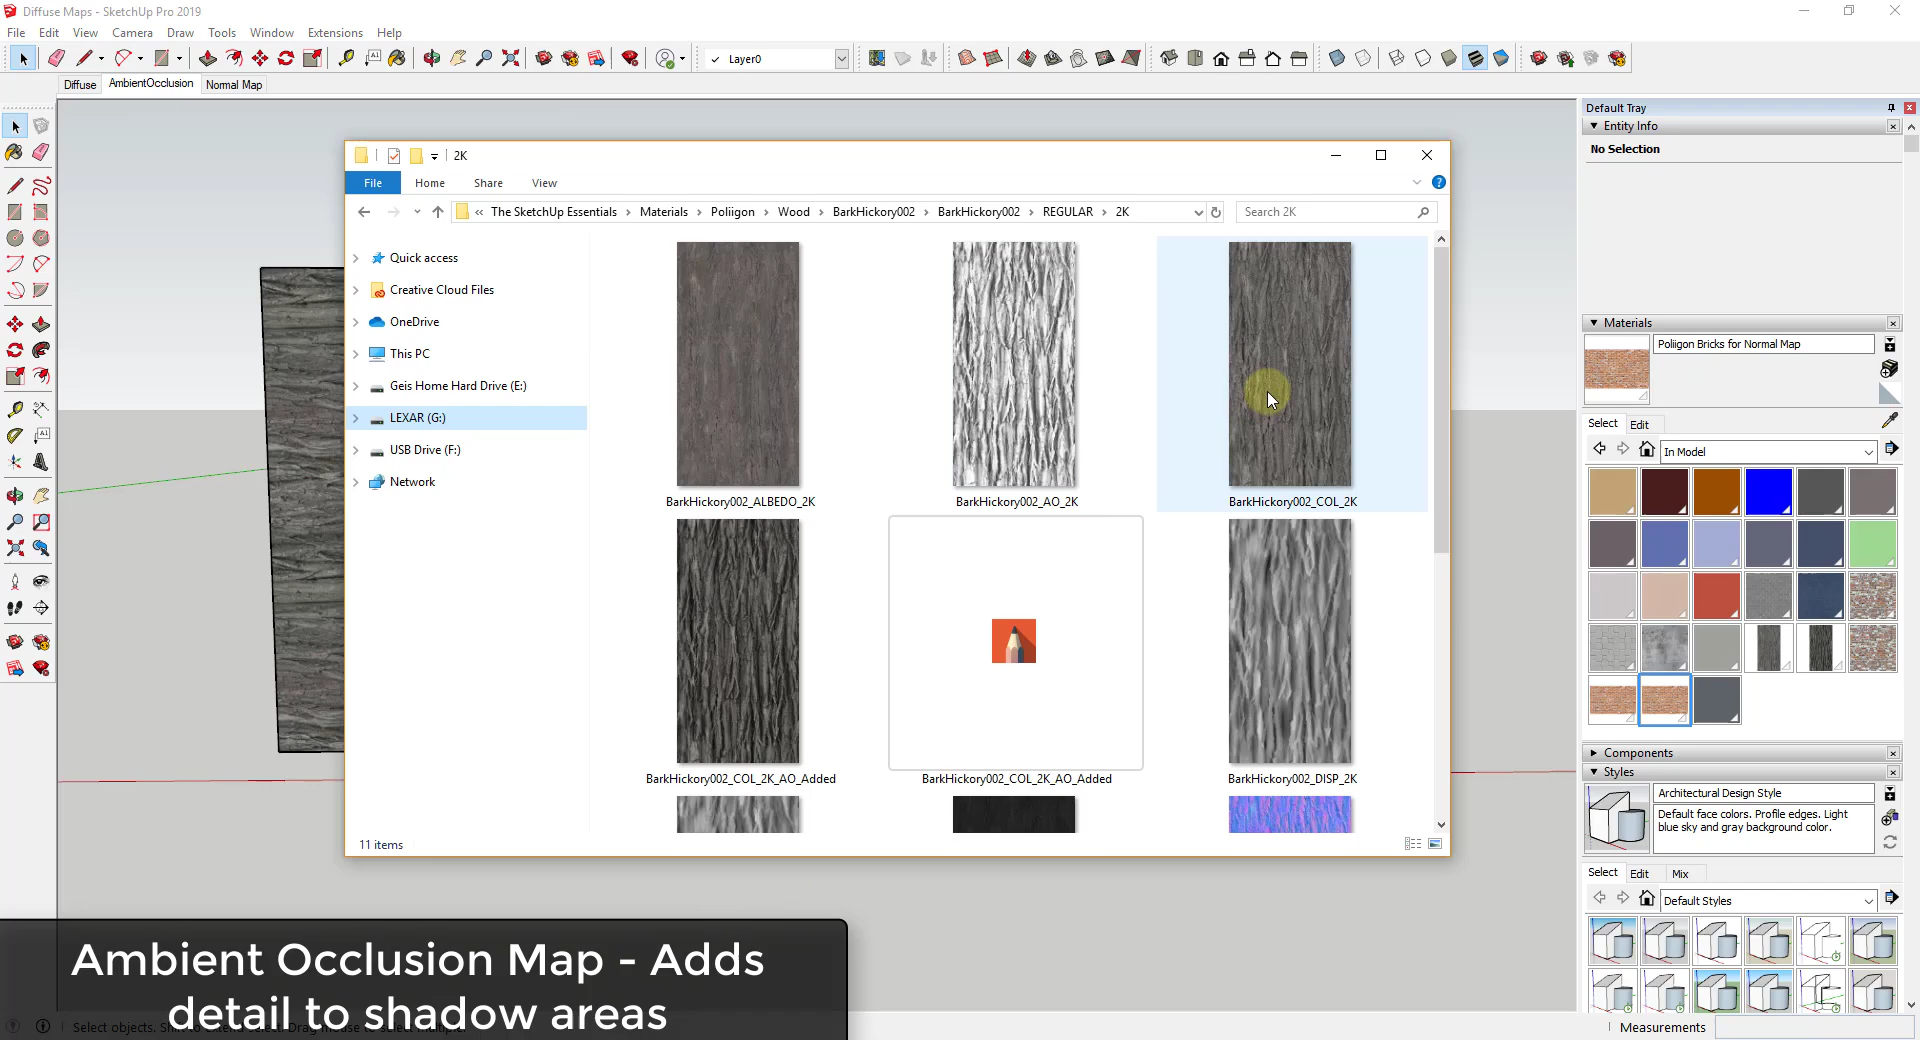 Diffuse Maps - SketchUp Pro 2019
File Edit View Camera Draw Tools Window Extensions Help
Layer0
Diffuse AmbientOcclusion Normal Map
Default Tray
Entity Info
No Selection
2K
File Home Share View
« The SketchUp Essentials › Materials › Poliigon › Wood › BarkHickory002 › BarkHickory002 › REGULAR › 2K
Search 2K
Quick access
Creative Cloud Files
OneDrive
This PC
Geis Home Hard Drive (E:)
LEXAR (G:)
USB Drive (F:)
Network
BarkHickory002_ALBEDO_2K
BarkHickory002_AO_2K
BarkHickory002_COL_2K
BarkHickory002_COL_2K_AO_Added
BarkHickory002_COL_2K_AO_Added
BarkHickory002_DISP_2K
11 items
Materials
Poliigon Bricks for Normal Map
Select Edit
In Model
Components
Styles
Architectural Design Style
Default face colors. Profile edges. Light
blue sky and gray background color.
Select Edit Mix
Default Styles
Ambient Occlusion Map - Adds
detail to shadow areas
Measurements